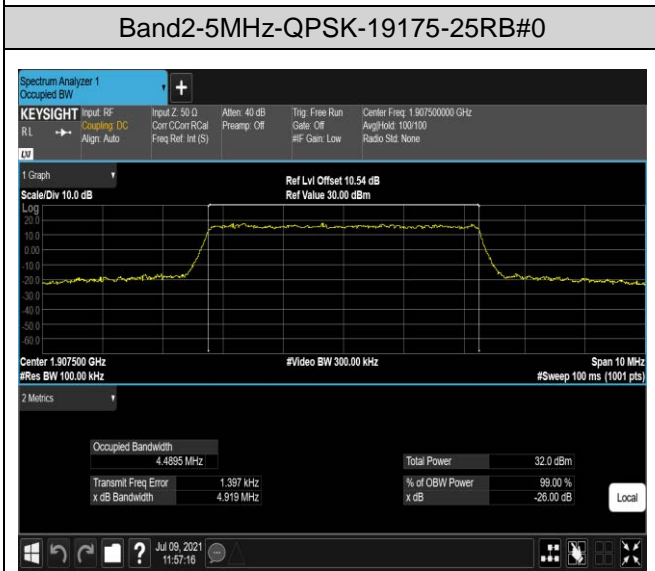 Band2-5MHz-QPSK-19175-25RB#0
Spectrum Analyzer 1
Occupied BW
+
KEYSIGHT Input: RF Input Z: 50 Ω Atten: 40 dB Trig: Free Run Center Freq: 1.907500000 GHz
RL Coupling: DC Corr CCorr RCal Preamp: Off Gate: Off Avg|Hold: 100/100
Align: Auto Freq Ref: Int (S) #IF Gain: Low Radio Std: None
LXI
1 Graph Ref Lvl Offset 10.54 dB
Scale/Div 10.0 dB Ref Value 30.00 dBm
Log
20.0
10.0
0.00
-10.0
-20.0
-30.0
-40.0
-50.0
-60.0
Center 1.907500 GHz #Video BW 300.00 kHz Span 10 MHz
#Res BW 100.00 kHz #Sweep 100 ms (1001 pts)
2 Metrics
Occupied Bandwidth
4.4895 MHz Total Power 32.0 dBm
Transmit Freq Error 1.397 kHz % of OBW Power 99.00 %
x dB Bandwidth 4.919 MHz x dB -26.00 dB
Local
? Jul 09, 2021
11:57:16